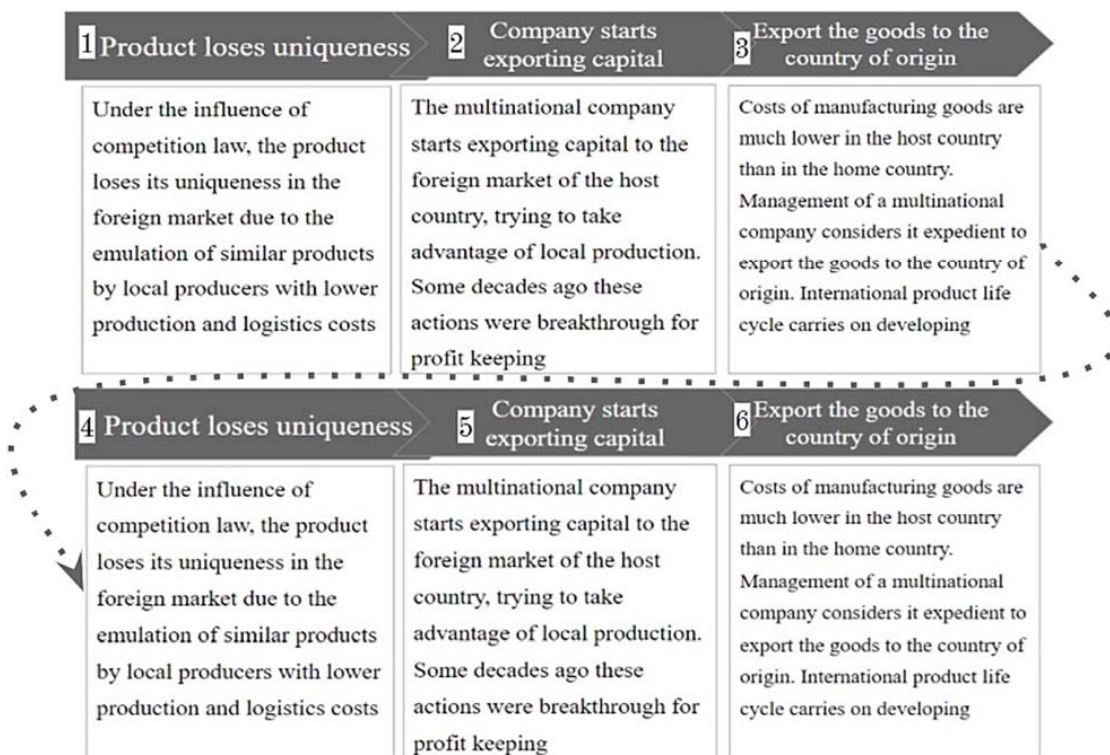 1 Product loses uniqueness
2 Company starts
exporting capital
3 Export the goods to the
country of origin
Under the influence of
competition law, the product
loses its uniqueness in the
foreign market due to the
emulation of similar products
by local producers with lower
production and logistics costs
The multinational company
starts exporting capital to the
foreign market of the host
country, trying to take
advantage of local production.
Some decades ago these
actions were breakthrough for
profit keeping
Costs of manufacturing goods are
much lower in the host country
than in the home country.
Management of a multinational
company considers it expedient to
export the goods to the country of
origin. International product life
cycle carries on developing
4 Product loses uniqueness
5 Company starts
exporting capital
6 Export the goods to the
country of origin
Under the influence of
competition law, the product
loses its uniqueness in the
foreign market due to the
emulation of similar products
by local producers with lower
production and logistics costs
The multinational company
starts exporting capital to the
foreign market of the host
country, trying to take
advantage of local production.
Some decades ago these
actions were breakthrough for
profit keeping
Costs of manufacturing goods are
much lower in the host country
than in the home country.
Management of a multinational
company considers it expedient to
export the goods to the country of
origin. International product life
cycle carries on developing